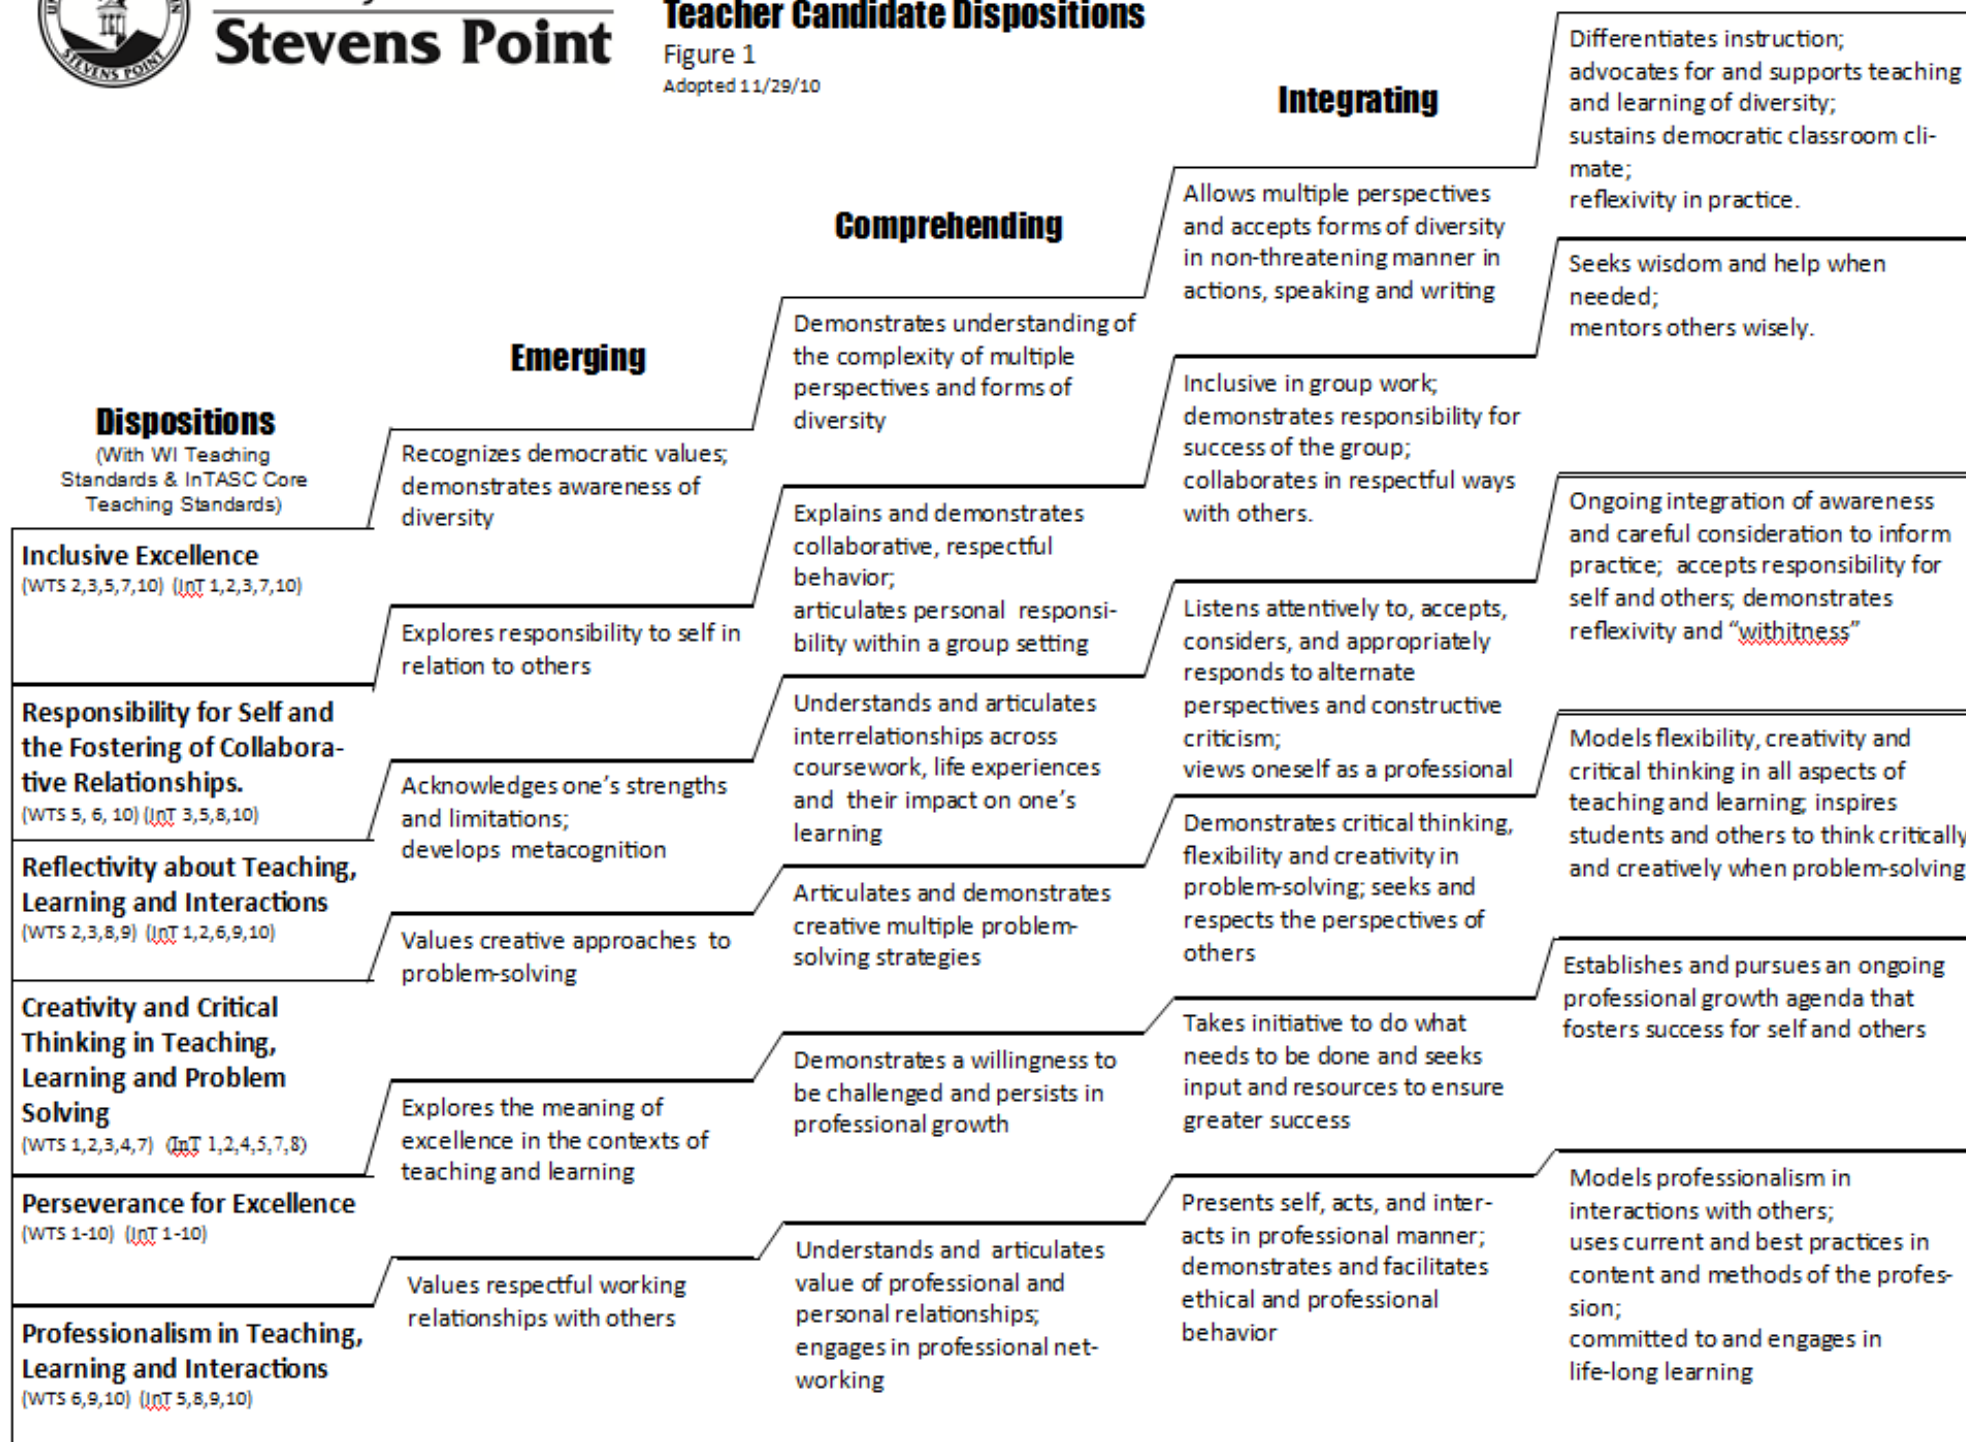 STEVENS POINT
Stevens Point
Teacher Candidate Dispositions
Figure 1
Adopted 11/29/10
Dispositions
(With WI Teaching
Standards & InTASC Core
Teaching Standards)
Emerging
Comprehending
Integrating
Inclusive Excellence
(WTS 2,3,5,7,10) (InT 1,2,3,7,10)
Recognizes democratic values;
demonstrates awareness of
diversity
Demonstrates understanding of
the complexity of multiple
perspectives and forms of
diversity
Allows multiple perspectives
and accepts forms of diversity
in non-threatening manner in
actions, speaking and writing
Differentiates instruction;
advocates for and supports teaching
and learning of diversity;
sustains democratic classroom cli-
mate;
reflexivity in practice.
Responsibility for Self and
the Fostering of Collabora-
tive Relationships.
(WTS 5, 6, 10) (InT 3,5,8,10)
Explores responsibility to self in
relation to others
Explains and demonstrates
collaborative, respectful
behavior;
articulates personal responsi-
bility within a group setting
Inclusive in group work;
demonstrates responsibility for
success of the group;
collaborates in respectful ways
with others.
Seeks wisdom and help when
needed;
mentors others wisely.
Reflectivity about Teaching,
Learning and Interactions
(WTS 2,3,8,9) (InT 1,2,6,9,10)
Acknowledges one's strengths
and limitations;
develops metacognition
Understands and articulates
interrelationships across
coursework, life experiences
and their impact on one's
learning
Listens attentively to, accepts,
considers, and appropriately
responds to alternate
perspectives and constructive
criticism;
views oneself as a professional
Ongoing integration of awareness
and careful consideration to inform
practice; accepts responsibility for
self and others; demonstrates
reflexivity and “withitness”
Creativity and Critical
Thinking in Teaching,
Learning and Problem
Solving
(WTS 1,2,3,4,7) (InT 1,2,4,5,7,8)
Values creative approaches to
problem-solving
Articulates and demonstrates
creative multiple problem-
solving strategies
Demonstrates critical thinking,
flexibility and creativity in
problem-solving; seeks and
respects the perspectives of
others
Models flexibility, creativity and
critical thinking in all aspects of
teaching and learning; inspires
students and others to think critically
and creatively when problem-solving
Perseverance for Excellence
(WTS 1-10) (InT 1-10)
Explores the meaning of
excellence in the contexts of
teaching and learning
Demonstrates a willingness to
be challenged and persists in
professional growth
Takes initiative to do what
needs to be done and seeks
input and resources to ensure
greater success
Establishes and pursues an ongoing
professional growth agenda that
fosters success for self and others
Professionalism in Teaching,
Learning and Interactions
(WTS 6,9,10) (InT 5,8,9,10)
Values respectful working
relationships with others
Understands and articulates
value of professional and
personal relationships;
engages in professional net-
working
Presents self, acts, and inter-
acts in professional manner;
demonstrates and facilitates
ethical and professional
behavior
Models professionalism in
interactions with others;
uses current and best practices in
content and methods of the profes-
sion;
committed to and engages in
life-long learning